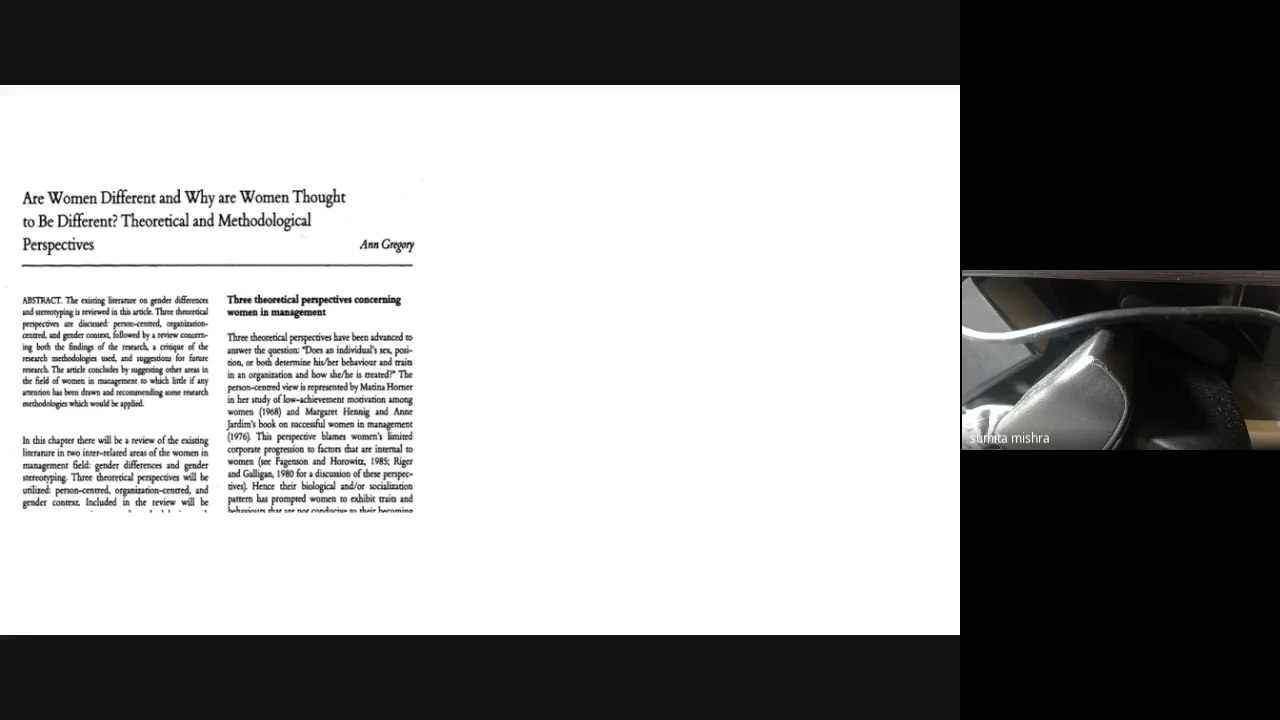 Are Women Different and Why are Women Thought
to Be Different? Theoretical and Methodological
Perspectives
Ann Gregory
ABSTRACT. The existing literature on gender differences
and stereotyping is reviewed in this article. Three theoretical
perspectives are discussed: person-centred, organization-
centred, and gender context, followed by a review concern-
ing both the findings of the research, a critique of the
research methodologies used, and suggestions for future
research. The article concludes by suggesting other areas in
the field of women in management to which little if any
attention has been drawn and recommending some research
methodologies which would be applied.
In this chapter there will be a review of the existing
literature in two inter-related areas of the women in
management field: gender differences and gender
stereotyping. Three theoretical perspectives will be
utilized: person-centred, organization-centred, and
gender context. Included in the review will be
Three theoretical perspectives concerning
women in management
Three theoretical perspectives have been advanced to
answer the question: "Does an individual's sex, posi-
tion, or both determine his/her behaviour and traits
in an organization and how she/he is treated?" The
person-centred view is represented by Matina Horner
in her study of low-achievement motivation among
women (1968) and Margaret Hennig and Anne
Jardim's book on successful women in management
(1976). This perspective blames women's limited
corporate progression to factors that are internal to
women (see Fagenson and Horowitz, 1985; Riger
and Galligan, 1980 for a discussion of these perspec-
tives). Hence their biological and/or socialization
pattern has prompted women to exhibit traits and
behaviours that are not conducive to their becoming
sumita mishra